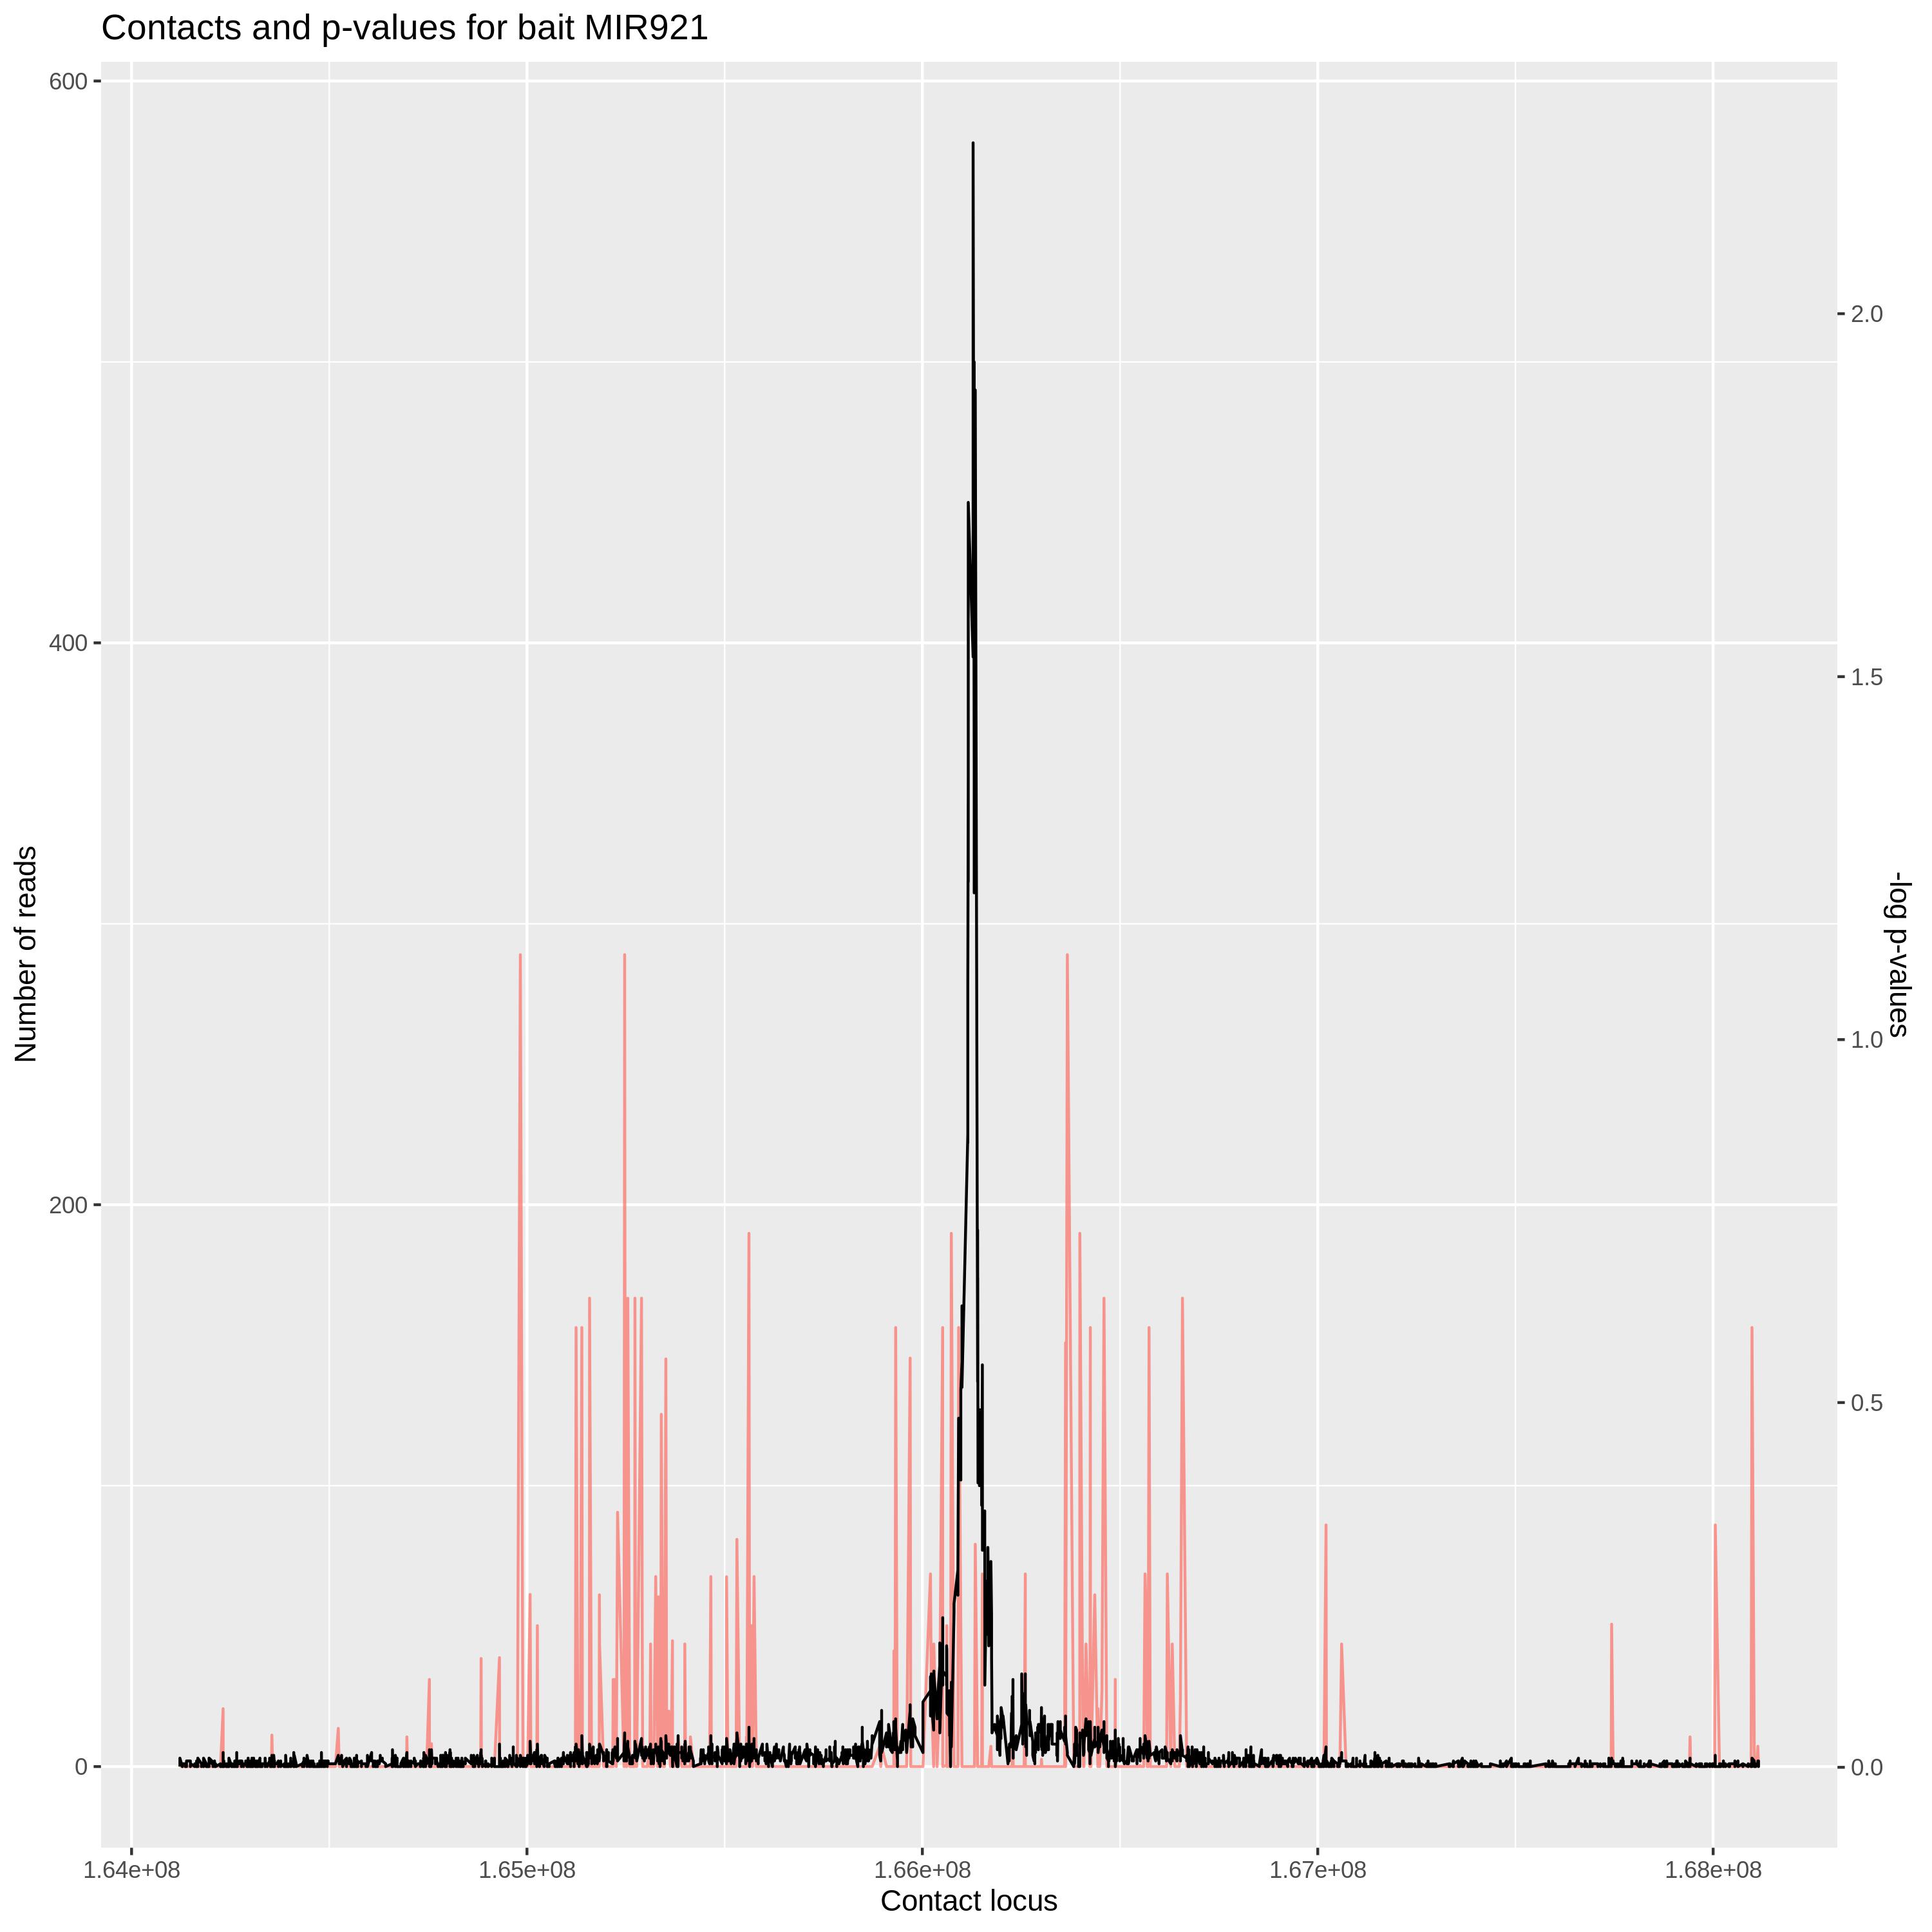 Contacts and p-values for bait MIR921
600
400
200
0
Number of reads
2.0
1.5
1.0
0.5
0.0
-log p-values
1.64e+08
1.65e+08
1.66e+08
1.67e+08
1.68e+08
Contact locus